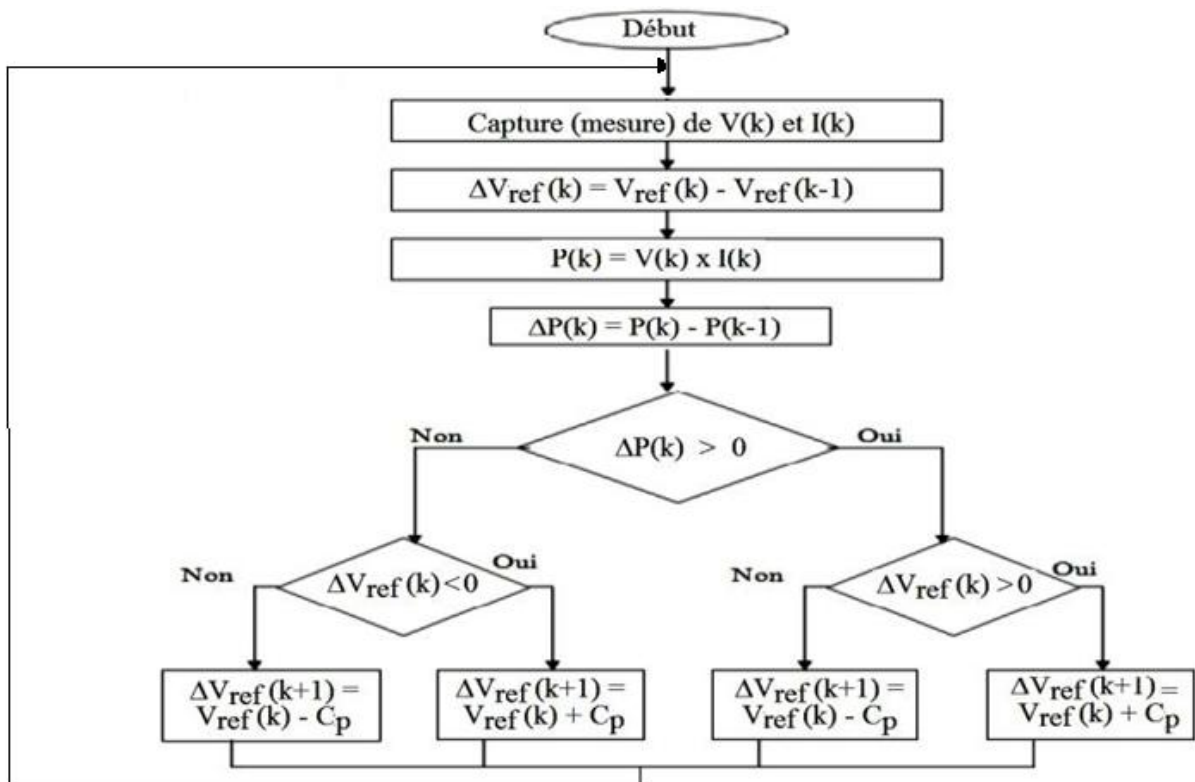 Début
Capture (mesure) de V(k) et I(k)
ΔVref (k) = Vref (k) - Vref (k-1)
P(k) = V(k) x I(k)
ΔP(k) = P(k) - P(k-1)
Non
ΔP(k) > 0
Oui
Non
ΔVref (k) <0
Oui
Non
ΔVref (k) >0
Oui
ΔVref (k+1) =
Vref (k) - Cp
ΔVref (k+1) =
Vref (k) + Cp
ΔVref (k+1) =
Vref (k) - Cp
ΔVref (k+1) =
Vref (k) + Cp